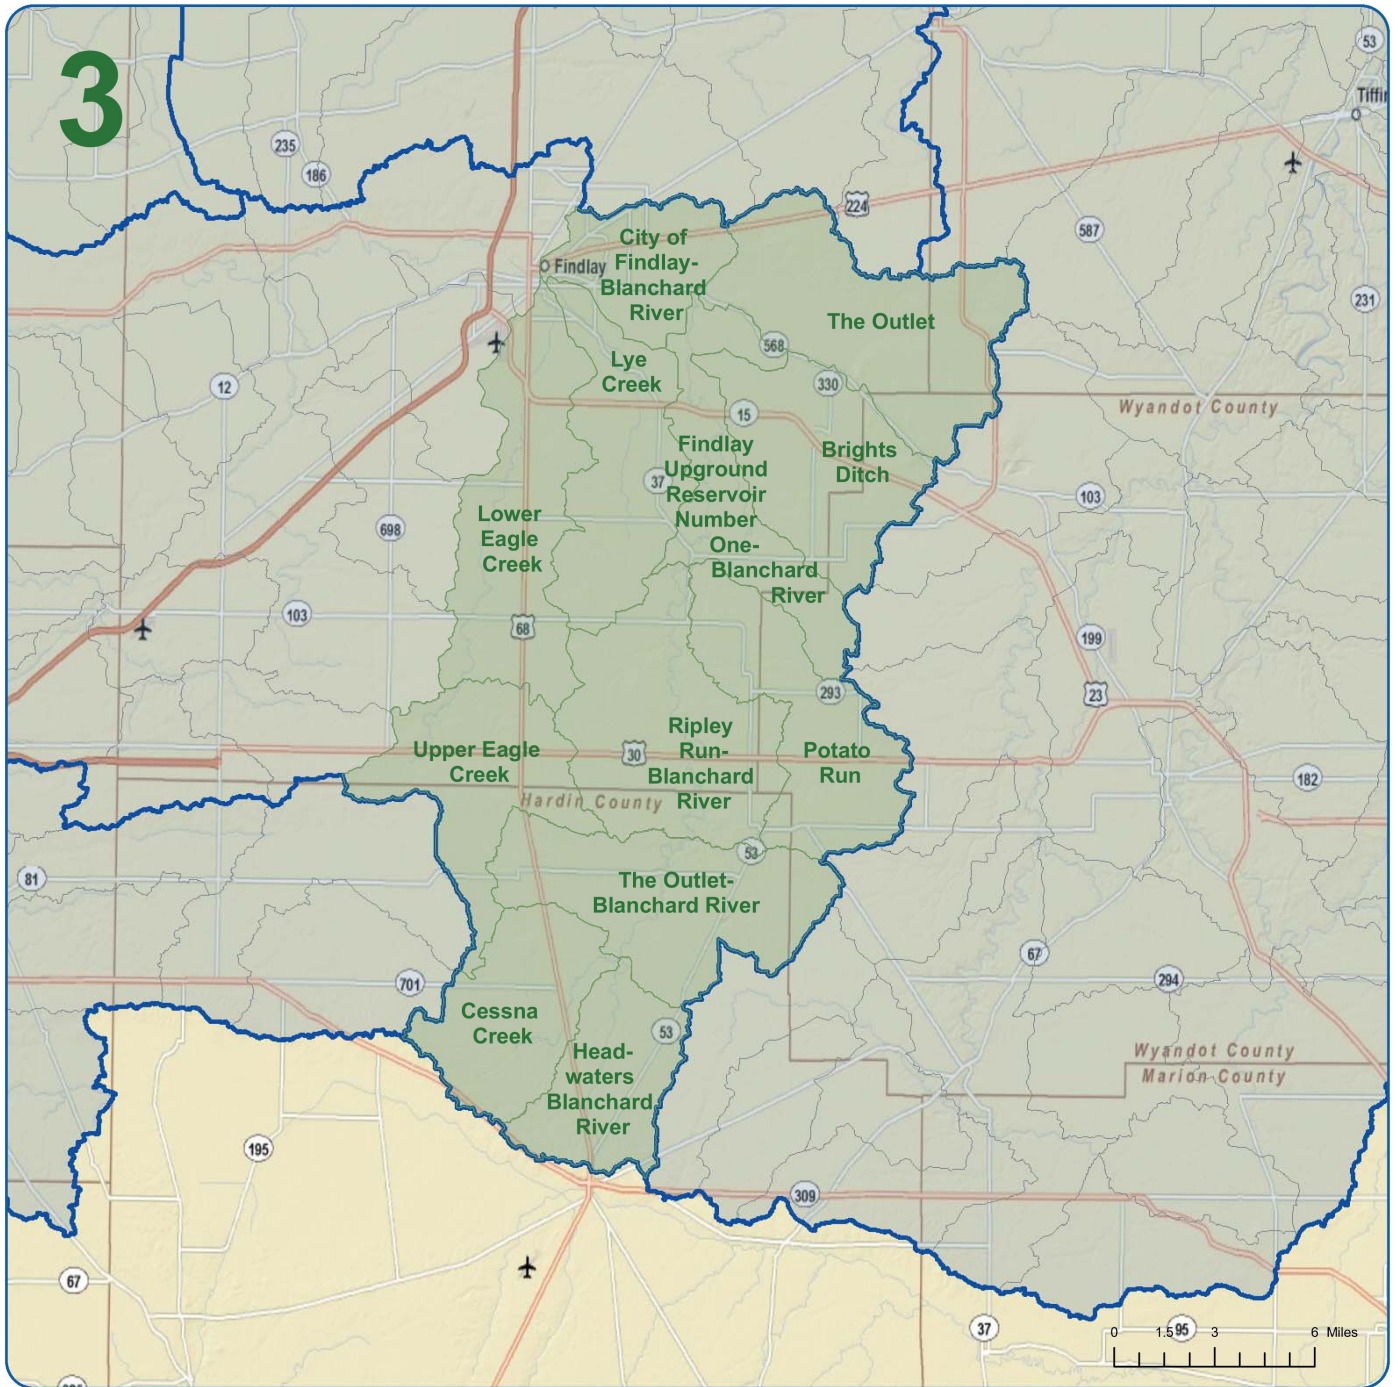 3
53
Tiffin
235
186
224
587
City of
Findlay-
Blanchard
River
Findlay
231
The Outlet
568
Lye
Creek
330
12
Wyandot County
15
Findlay
Upground
Reservoir
Number
One-
Blanchard
River
Brights
Ditch
37
103
Lower
Eagle
Creek
698
103
68
199
293
23
Upper Eagle
Creek
30
Ripley
Run-
Blanchard
River
Potato
Run
182
Hardin County
53
81
The Outlet-
Blanchard River
67
294
701
Cessna
Creek
53
Head-
waters
Blanchard
River
Wyandot County
Marion County
195
309
67
37
95
0 1.5 3 6 Miles